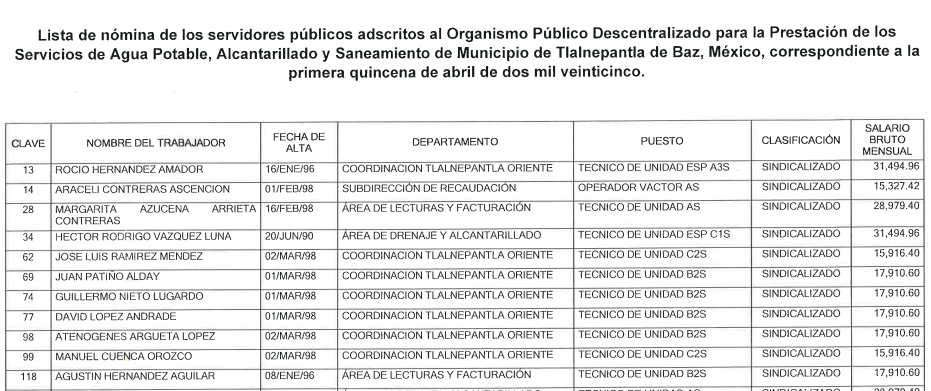 Lista de nómina de los servidores públicos adscritos al Organismo Público Descentralizado para la Prestación de los
Servicios de Agua Potable, Alcantarillado y Saneamiento de Municipio de Tlalnepantla de Baz, México, correspondiente a la
primera quincena de abril de dos mil veinticinco.
CLAVE NOMBRE DEL TRABAJADOR FECHA DE ALTA DEPARTAMENTO PUESTO CLASIFICACIÓN SALARIO BRUTO MENSUAL
13 ROCIO HERNANDEZ AMADOR 16/ENE/96 COORDINACION TLALNEPANTLA ORIENTE TECNICO DE UNIDAD ESP A3S SINDICALIZADO 31,494.96
14 ARACELI CONTRERAS ASCENCION 01/FEB/98 SUBDIRECCIÓN DE RECAUDACIÓN OPERADOR VACTOR AS SINDICALIZADO 15,327.42
28 MARGARITA AZUCENA ARRIETA CONTRERAS 16/FEB/98 ÁREA DE LECTURAS Y FACTURACIÓN TECNICO DE UNIDAD AS SINDICALIZADO 28,979.40
34 HECTOR RODRIGO VAZQUEZ LUNA 20/JUN/90 ÁREA DE DRENAJE Y ALCANTARILLADO TECNICO DE UNIDAD ESP C1S SINDICALIZADO 31,494.96
62 JOSE LUIS RAMIREZ MENDEZ 02/MAR/98 COORDINACION TLALNEPANTLA ORIENTE TECNICO DE UNIDAD C2S SINDICALIZADO 15,916.40
69 JUAN PATIÑO ALDAY 01/MAR/98 COORDINACION TLALNEPANTLA ORIENTE TECNICO DE UNIDAD B2S SINDICALIZADO 17,910.60
74 GUILLERMO NIETO LUGARDO 01/MAR/98 COORDINACION TLALNEPANTLA ORIENTE TECNICO DE UNIDAD B2S SINDICALIZADO 17,910.60
77 DAVID LOPEZ ANDRADE 01/MAR/98 COORDINACION TLALNEPANTLA ORIENTE TECNICO DE UNIDAD B2S SINDICALIZADO 17,910.60
98 ATENOGENES ARGUETA LOPEZ 02/MAR/98 COORDINACION TLALNEPANTLA ORIENTE TECNICO DE UNIDAD B2S SINDICALIZADO 17,910.60
99 MANUEL CUENCA OROZCO 02/MAR/98 COORDINACION TLALNEPANTLA ORIENTE TECNICO DE UNIDAD C2S SINDICALIZADO 15,916.40
118 AGUSTIN HERNANDEZ AGUILAR 08/ENE/96 COORDINACION TLALNEPANTLA ORIENTE TECNICO DE UNIDAD B2S SINDICALIZADO 17,910.60